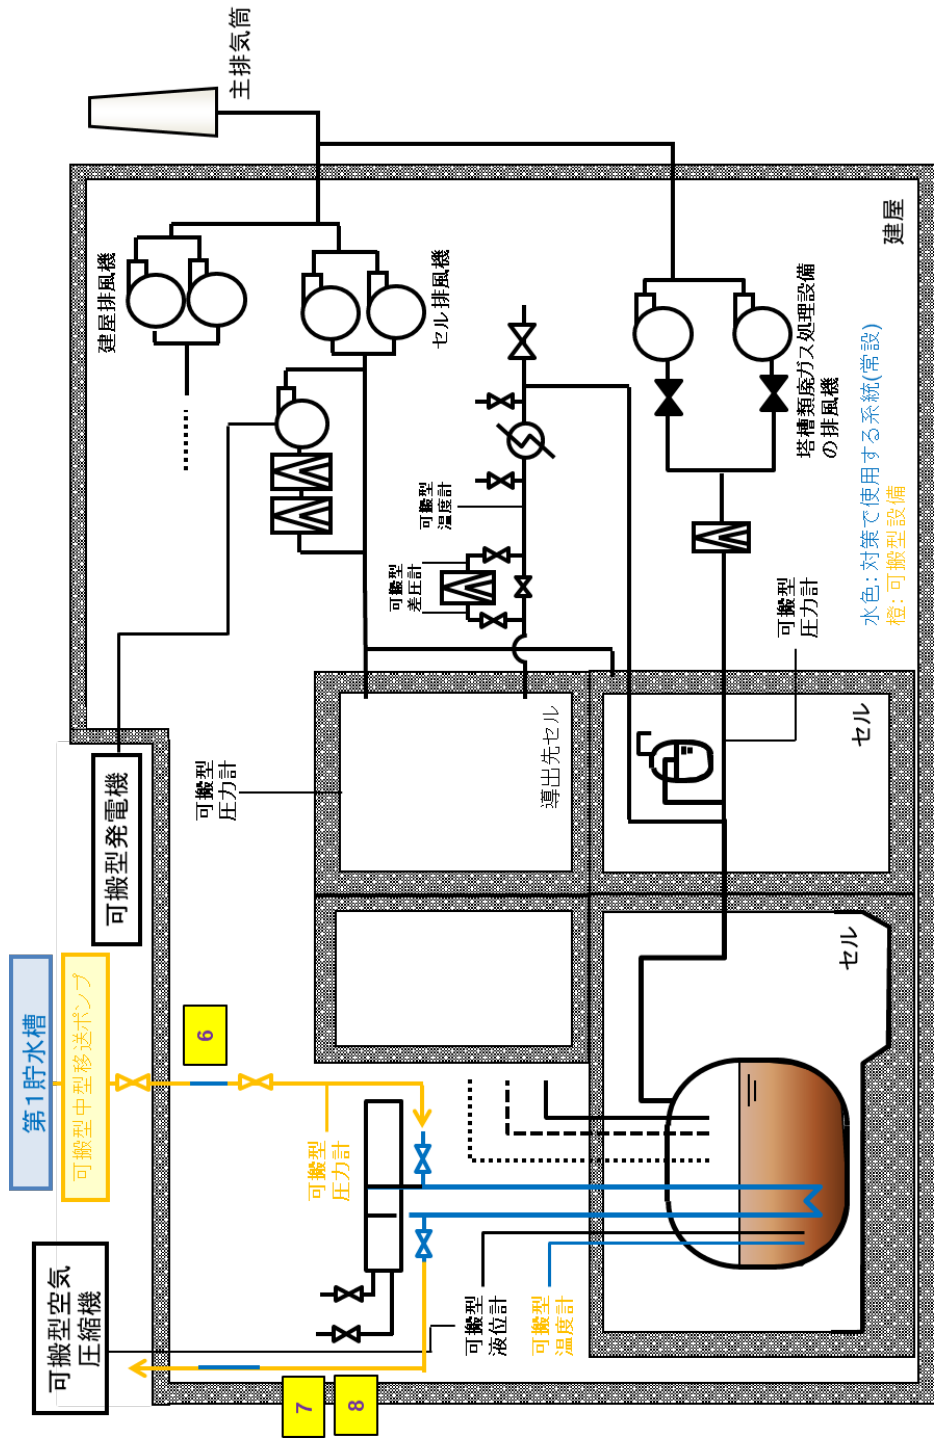 主排気筒
建屋排風機
セル排風機
可搬型発電機
可搬型
圧力計
可搬型
差圧計
可搬型
温度計
導出先セル
塔槽類廃ガス処理設備
の排風機
建屋
水色：対策で使用する系統(常設)
橙：可搬型設備
可搬型
圧力計
セル
セル
第1貯水槽
可搬型中型移送ポンプ
6
可搬型
圧力計
可搬型空気
圧縮機
7
8
可搬型
液位計
可搬型
温度計